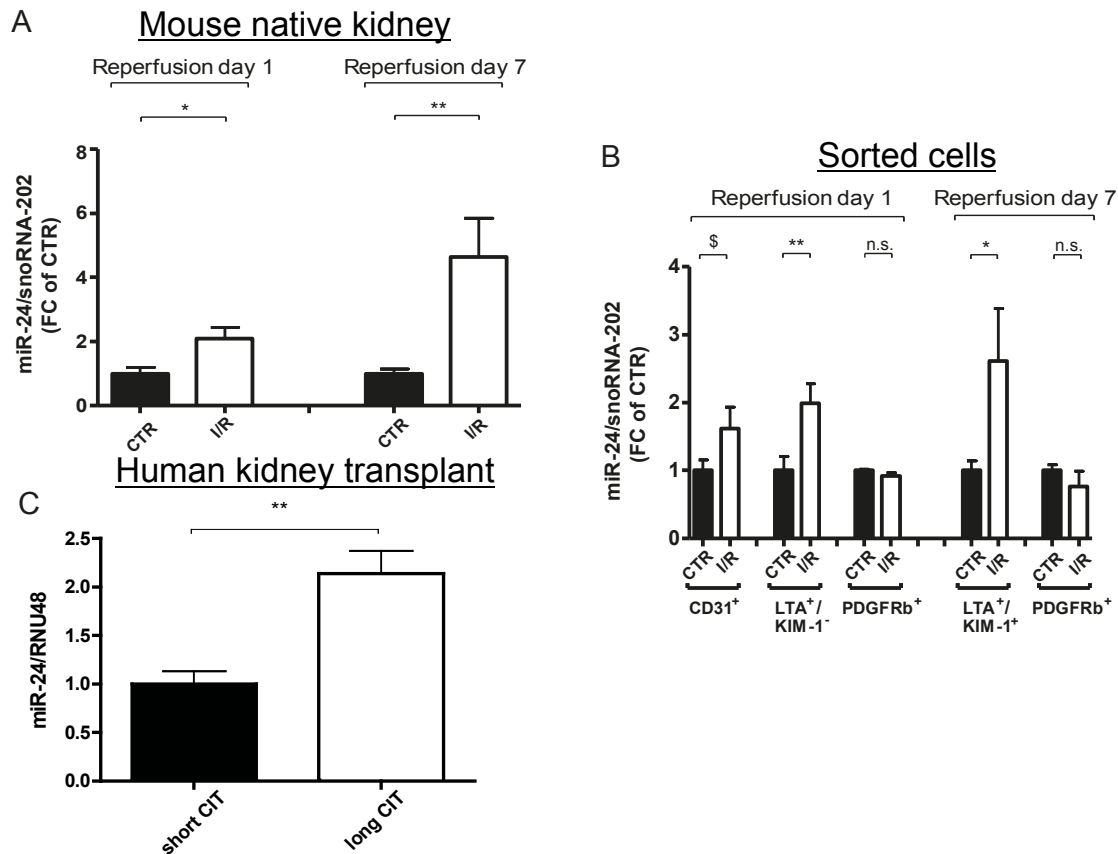 A
Mouse native kidney
Reperfusion day 1
Reperfusion day 7
*
**
miR-24/snoRNA-202
(FC of CTR)
8
6
4
2
0
CTR
I/R
CTR
I/R
B
Sorted cells
Reperfusion day 1
Reperfusion day 7
$
**
n.s.
*
n.s.
miR-24/snoRNA-202
(FC of CTR)
4
3
2
1
0
CTR I/R CTR I/R CTR I/R CTR I/R CTR I/R
CD31⁺ LTA⁺/ PDGFRb⁺ LTA⁺/ PDGFRb⁺
KIM-1⁻ KIM-1⁺
Human kidney transplant
C
**
miR-24/RNU48
2.5
2.0
1.5
1.0
0.5
0.0
short CIT
long CIT